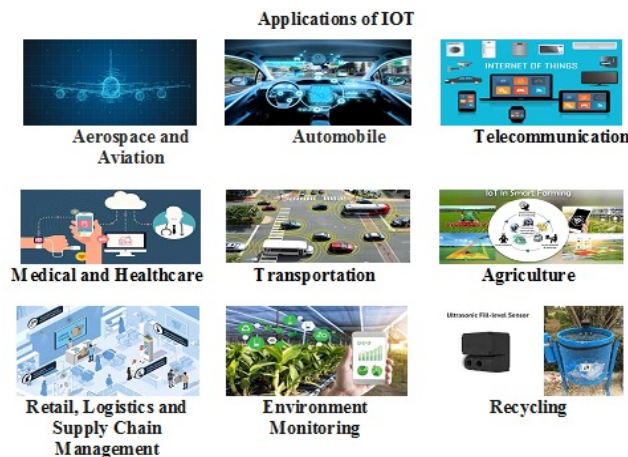 Applications of IOT
INTERNET OF THINGS
Aerospace and
Aviation
Automobile
Telecommunication
IoT in Smart Farming
Medical and Healthcare
Transportation
Agriculture
Ultrasonic Fill-level Sensor
Retail, Logistics and
Supply Chain
Management
Environment
Monitoring
Recycling